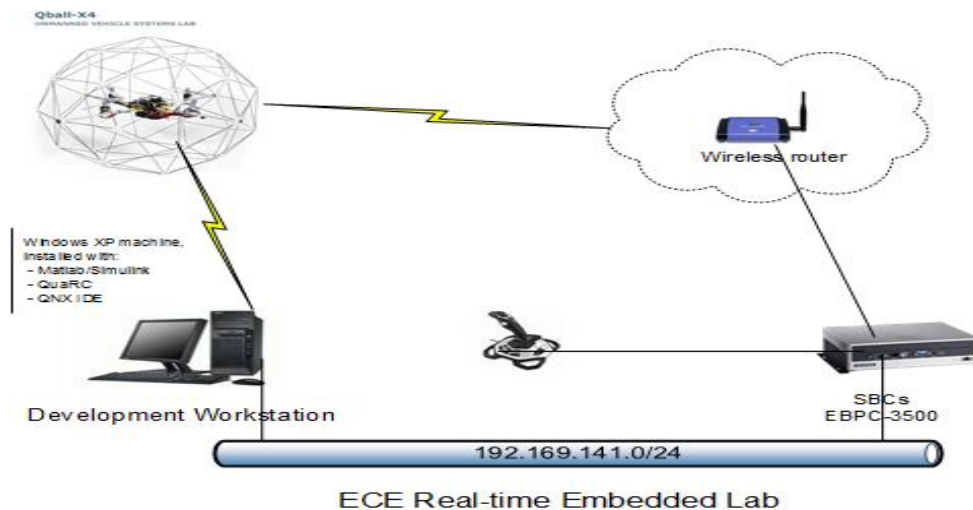 Qball-X4
UNMANNED VEHICLE SYSTEMS LAB
Wireless router
Windows XP machine,
installed with:
- Matlab/Simulink
- QuaRC
- QNX IDE
Development Workstation
SBCs
EBPC-3500
192.169.141.0/24
ECE Real-time Embedded Lab